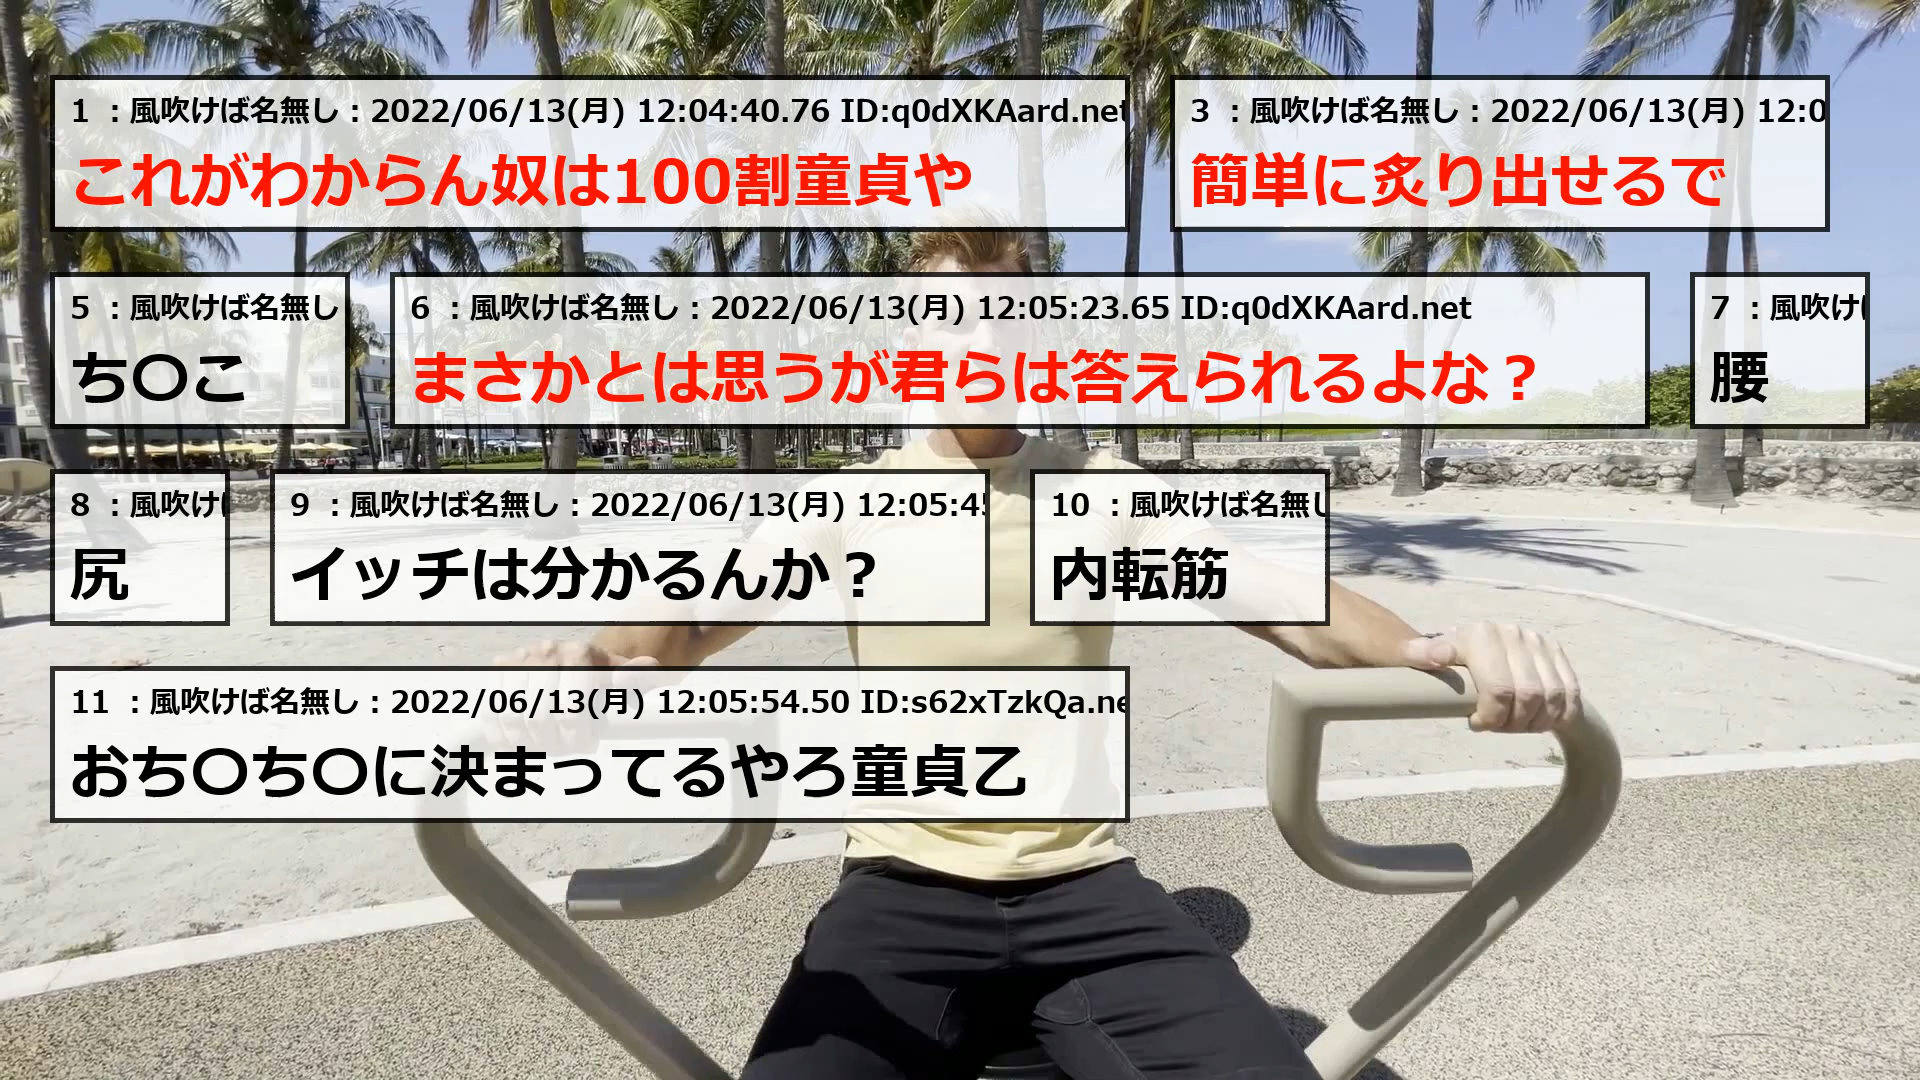 1 ：風吹けば名無し：2022/06/13(月) 12:04:40.76 ID:q0dXKAard.net
これがわからん奴は100割童貞や
3 ：風吹けば名無し：2022/06/13(月) 12:0
簡単に炙り出せるで
5 ：風吹けば名無し
ち〇こ
6 ：風吹けば名無し：2022/06/13(月) 12:05:23.65 ID:q0dXKAard.net
まさかとは思うが君らは答えられるよな？
7 ：風吹け
腰
8 ：風吹け
尻
9 ：風吹けば名無し：2022/06/13(月) 12:05:45
イッチは分かるんか？
10 ：風吹けば名無し
内転筋
11 ：風吹けば名無し：2022/06/13(月) 12:05:54.50 ID:s62xTzkQa.ne
おち〇ち〇に決まってるやろ童貞乙